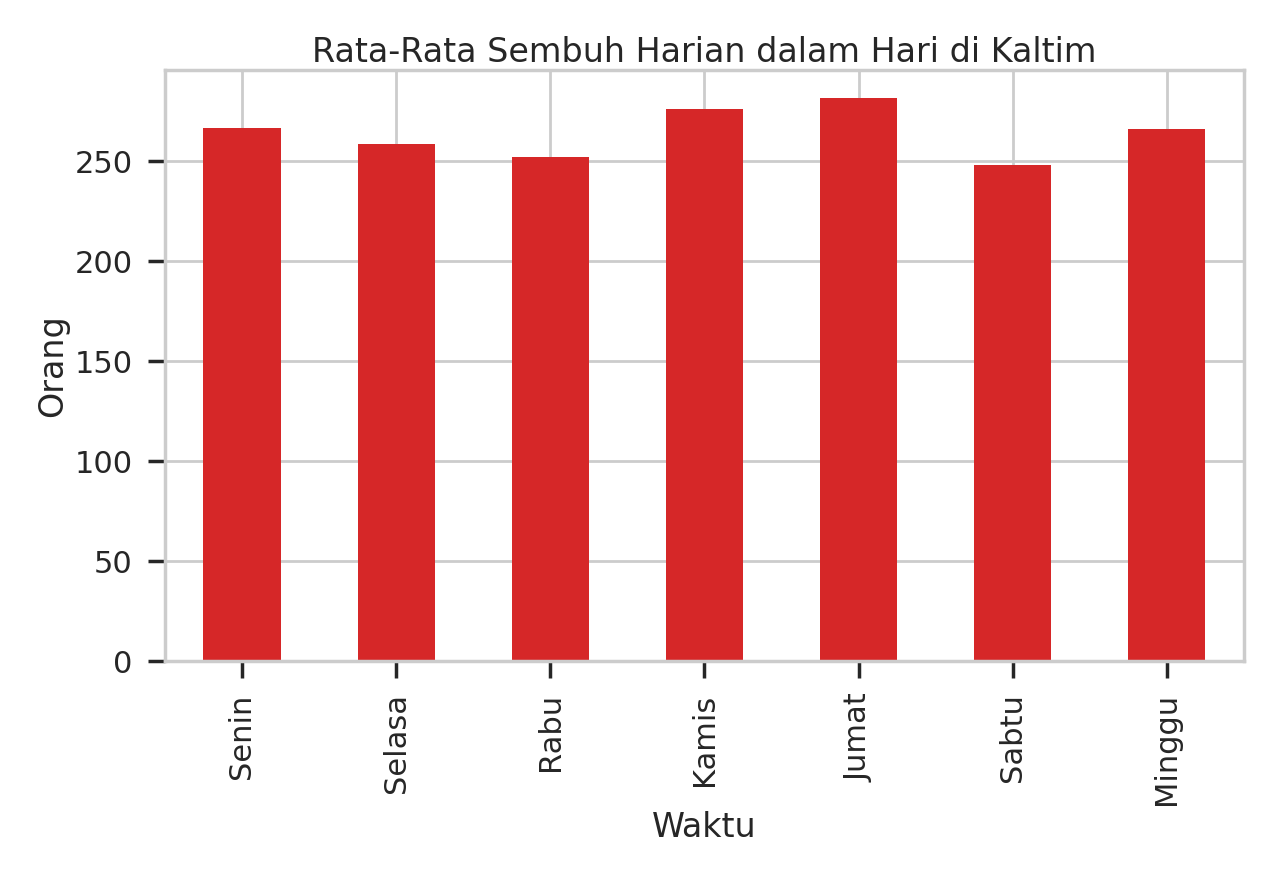 Rata-Rata Sembuh Harian dalam Hari di Kaltim
Orang
250
200
150
100
50
0
Senin
Selasa
Rabu
Kamis
Jumat
Sabtu
Minggu
Waktu